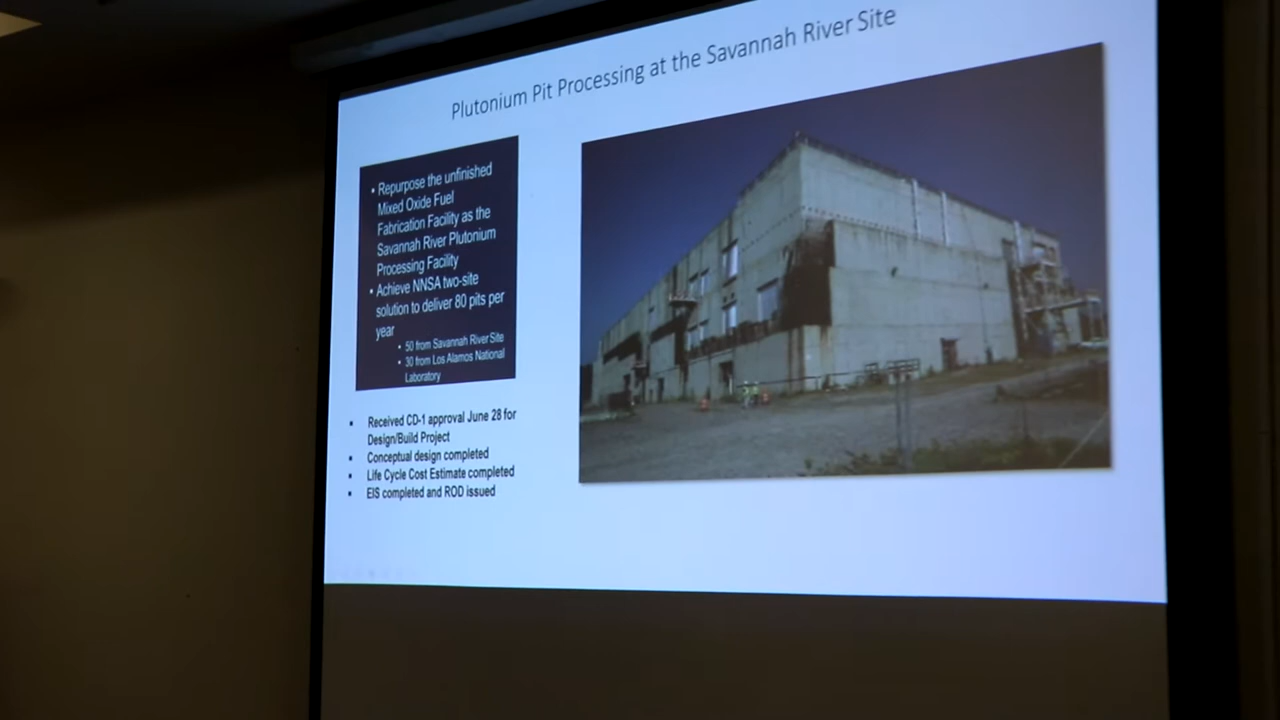 Plutonium Pit Processing at the Savannah River Site
▪ Repurpose the unfinished
Mixed Oxide Fuel
Fabrication Facility as the
Savannah River Plutonium
Processing Facility
• Achieve NNSA two-site
solution to deliver 80 pits per
year
• 50 from Savannah River Site
• 30 from Los Alamos National
Laboratory
▪ Received CD-1 approval June 28 for
Design/Build Project
▪ Conceptual design completed
▪ Life Cycle Cost Estimate completed
▪ EIS completed and ROD issued